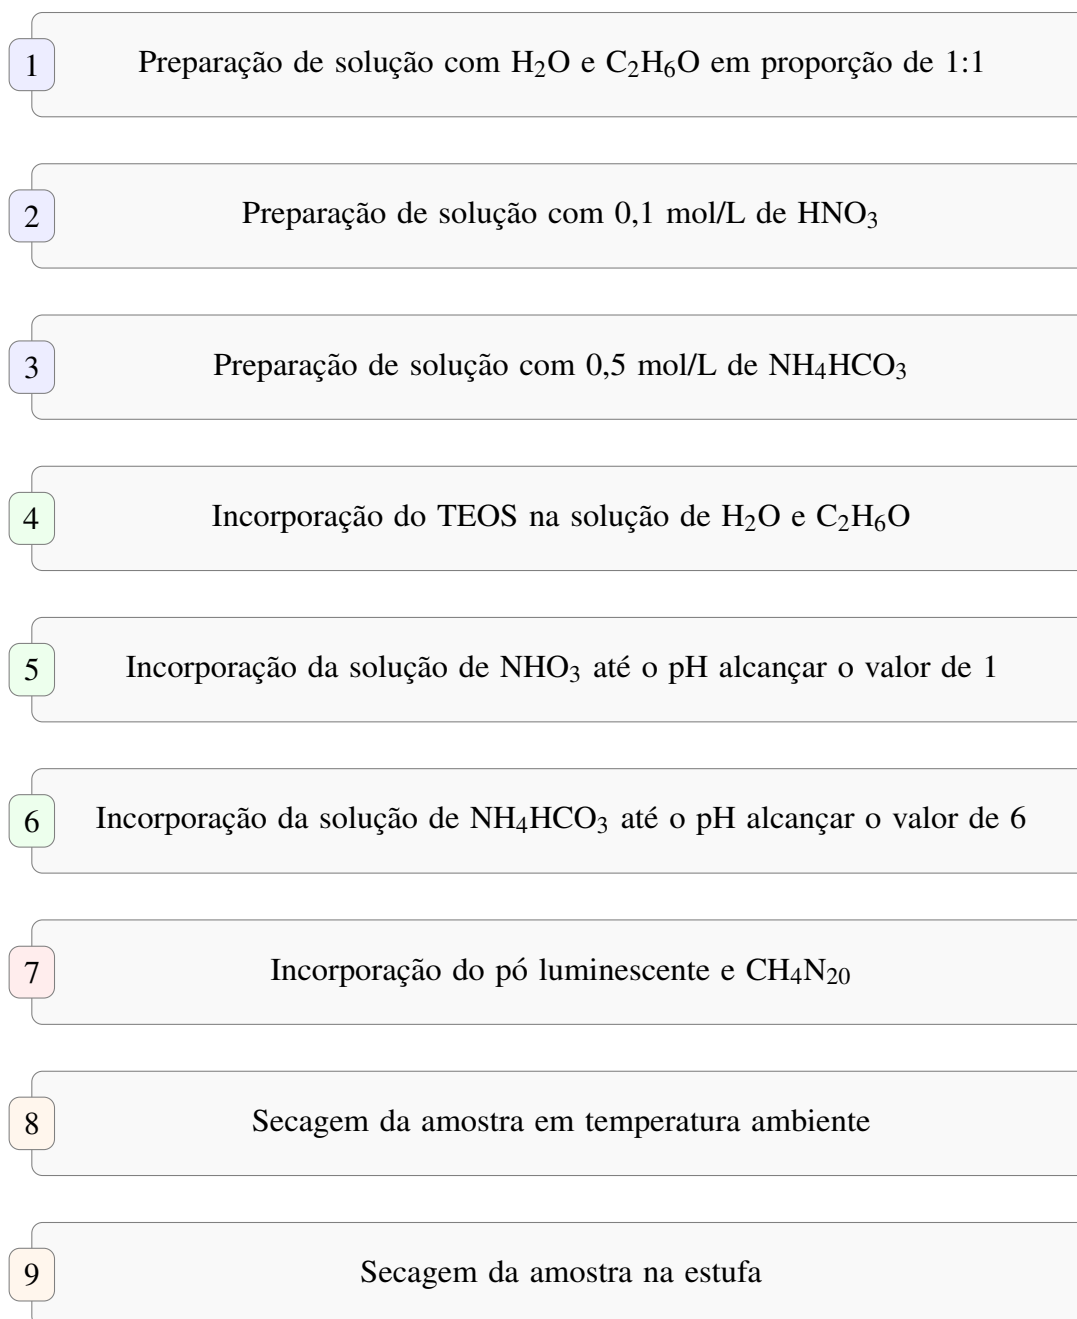 1 Preparação de solução com H₂O e C₂H₆O em proporção de 1:1
2 Preparação de solução com 0,1 mol/L de HNO₃
3 Preparação de solução com 0,5 mol/L de NH₄HCO₃
4 Incorporação do TEOS na solução de H₂O e C₂H₆O
5 Incorporação da solução de NHO₃ até o pH alcançar o valor de 1
6 Incorporação da solução de NH₄HCO₃ até o pH alcançar o valor de 6
7 Incorporação do pó luminescente e CH₄N₂₀
8 Secagem da amostra em temperatura ambiente
9 Secagem da amostra na estufa